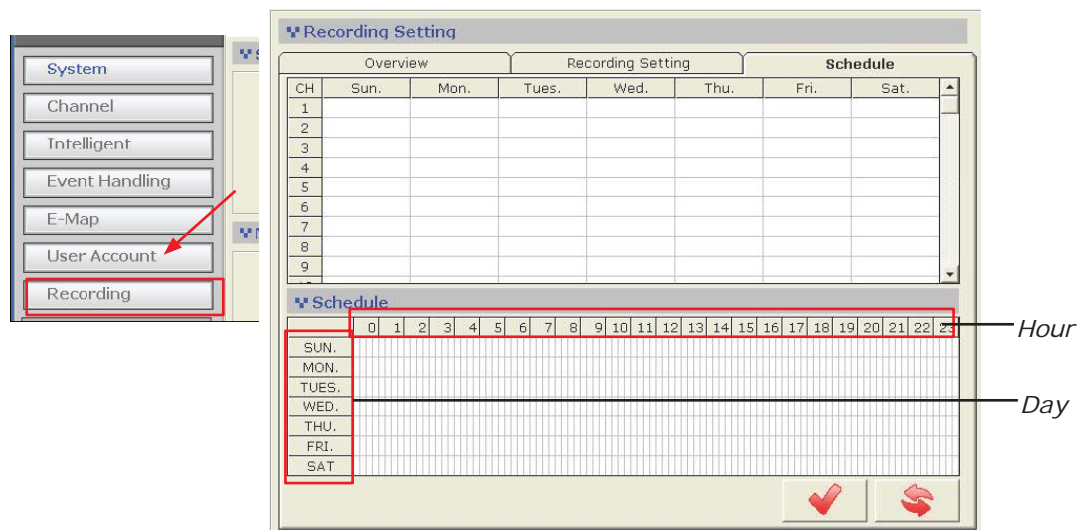 System
Channel
Intelligent
Event Handling
E-Map
User Account
Recording
Recording Setting
Overview Recording Setting Schedule
CH Sun. Mon. Tues. Wed. Thu. Fri. Sat.
1
2
3
4
5
6
7
8
9
Schedule
0 1 2 3 4 5 6 7 8 9 10 11 12 13 14 15 16 17 18 19 20 21 22 23
SUN.
MON.
TUES.
WED.
THU.
FRI.
SAT
Hour
Day